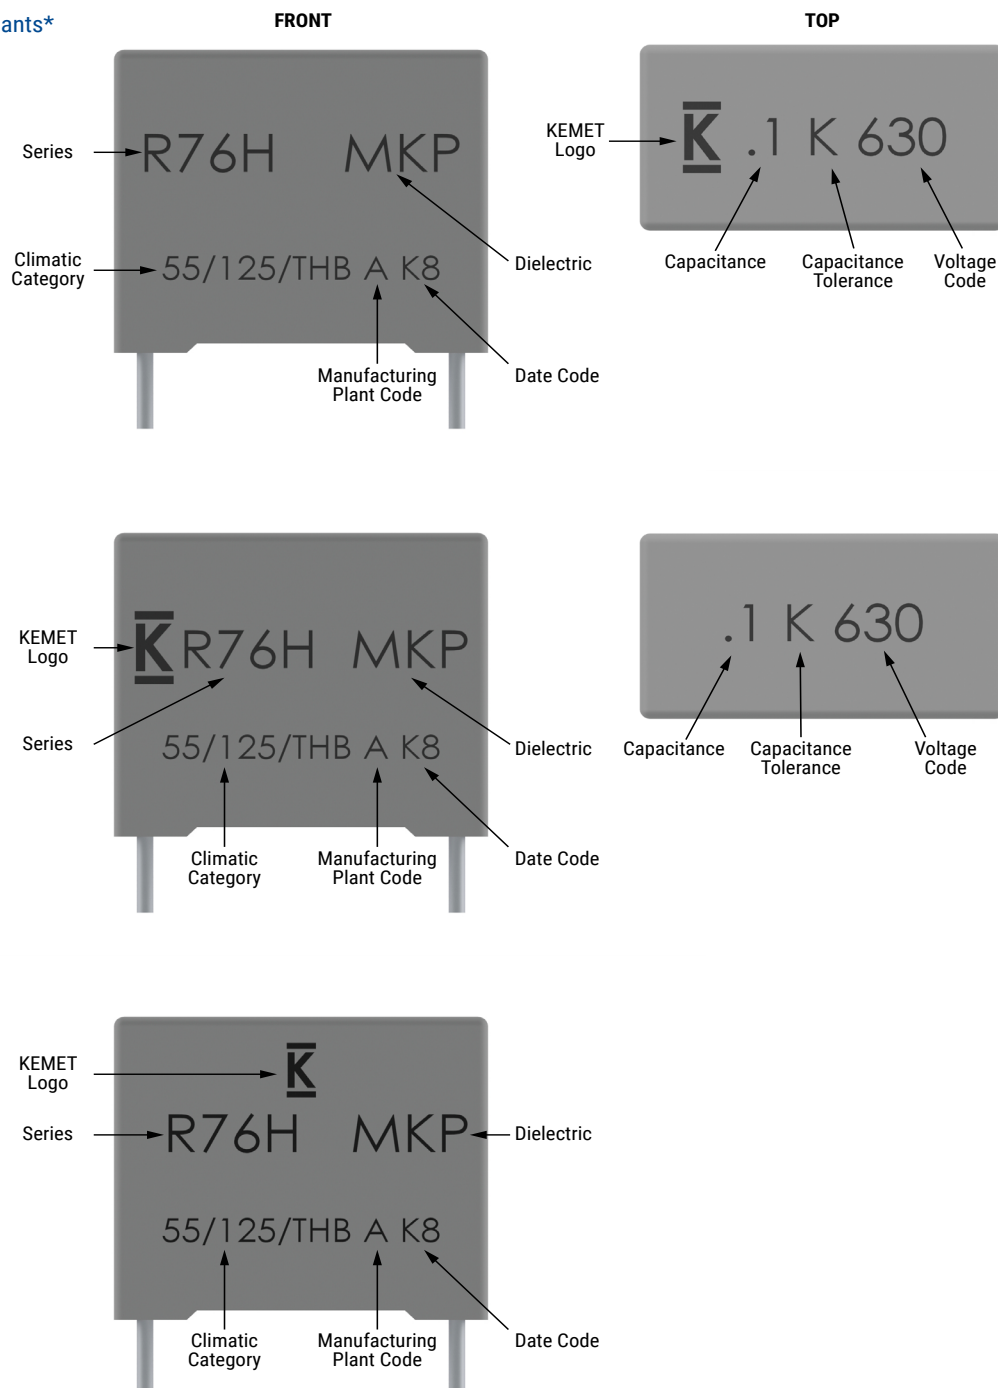 ants*
FRONT
TOP
R76H MKP
55/125/THB A K8
Series
Climatic
Category
Dielectric
Manufacturing
Plant Code
Date Code
K .1 K 630
KEMET
Logo
Capacitance
Capacitance
Tolerance
Voltage
Code
K R76H MKP
55/125/THB A K8
KEMET
Logo
Series
Dielectric
Climatic
Category
Manufacturing
Plant Code
Date Code
.1 K 630
Capacitance
Capacitance
Tolerance
Voltage
Code
K
R76H MKP
55/125/THB A K8
KEMET
Logo
Series
Dielectric
Climatic
Category
Manufacturing
Plant Code
Date Code